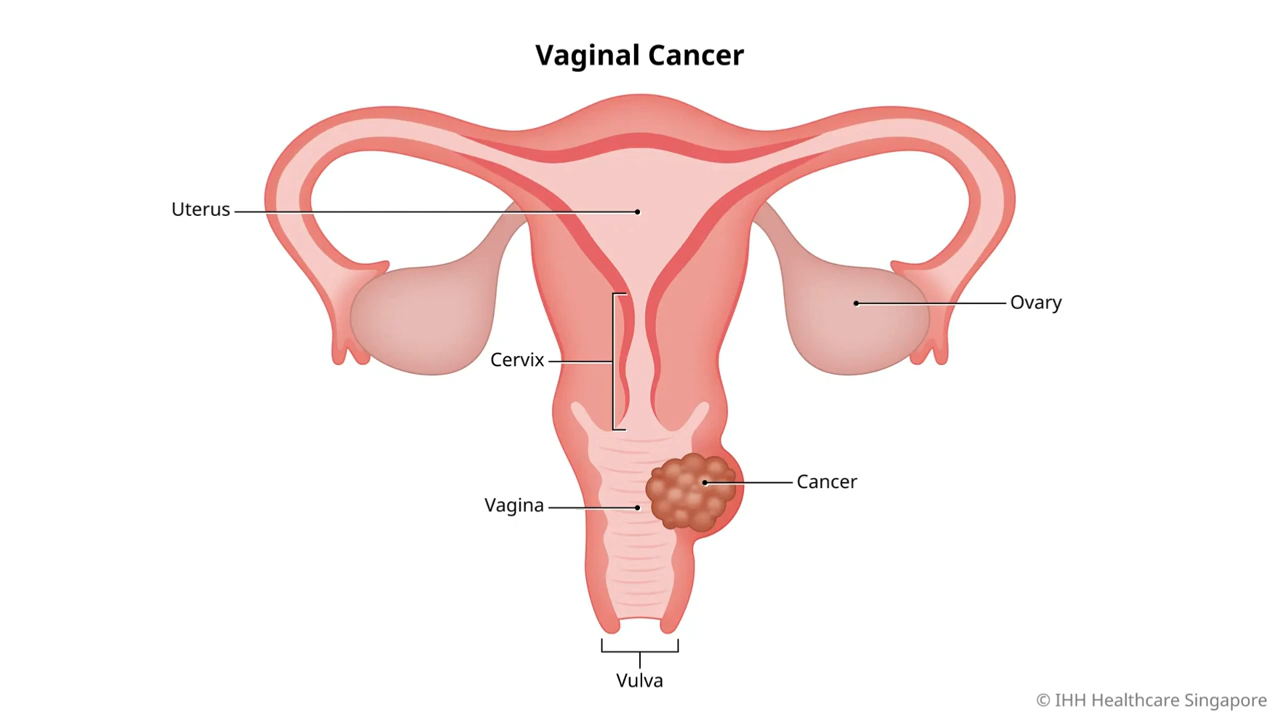 Vaginal Cancer
Uterus
Ovary
Cervix
Cancer
Vagina
Vulva
© IHH Healthcare Singapore